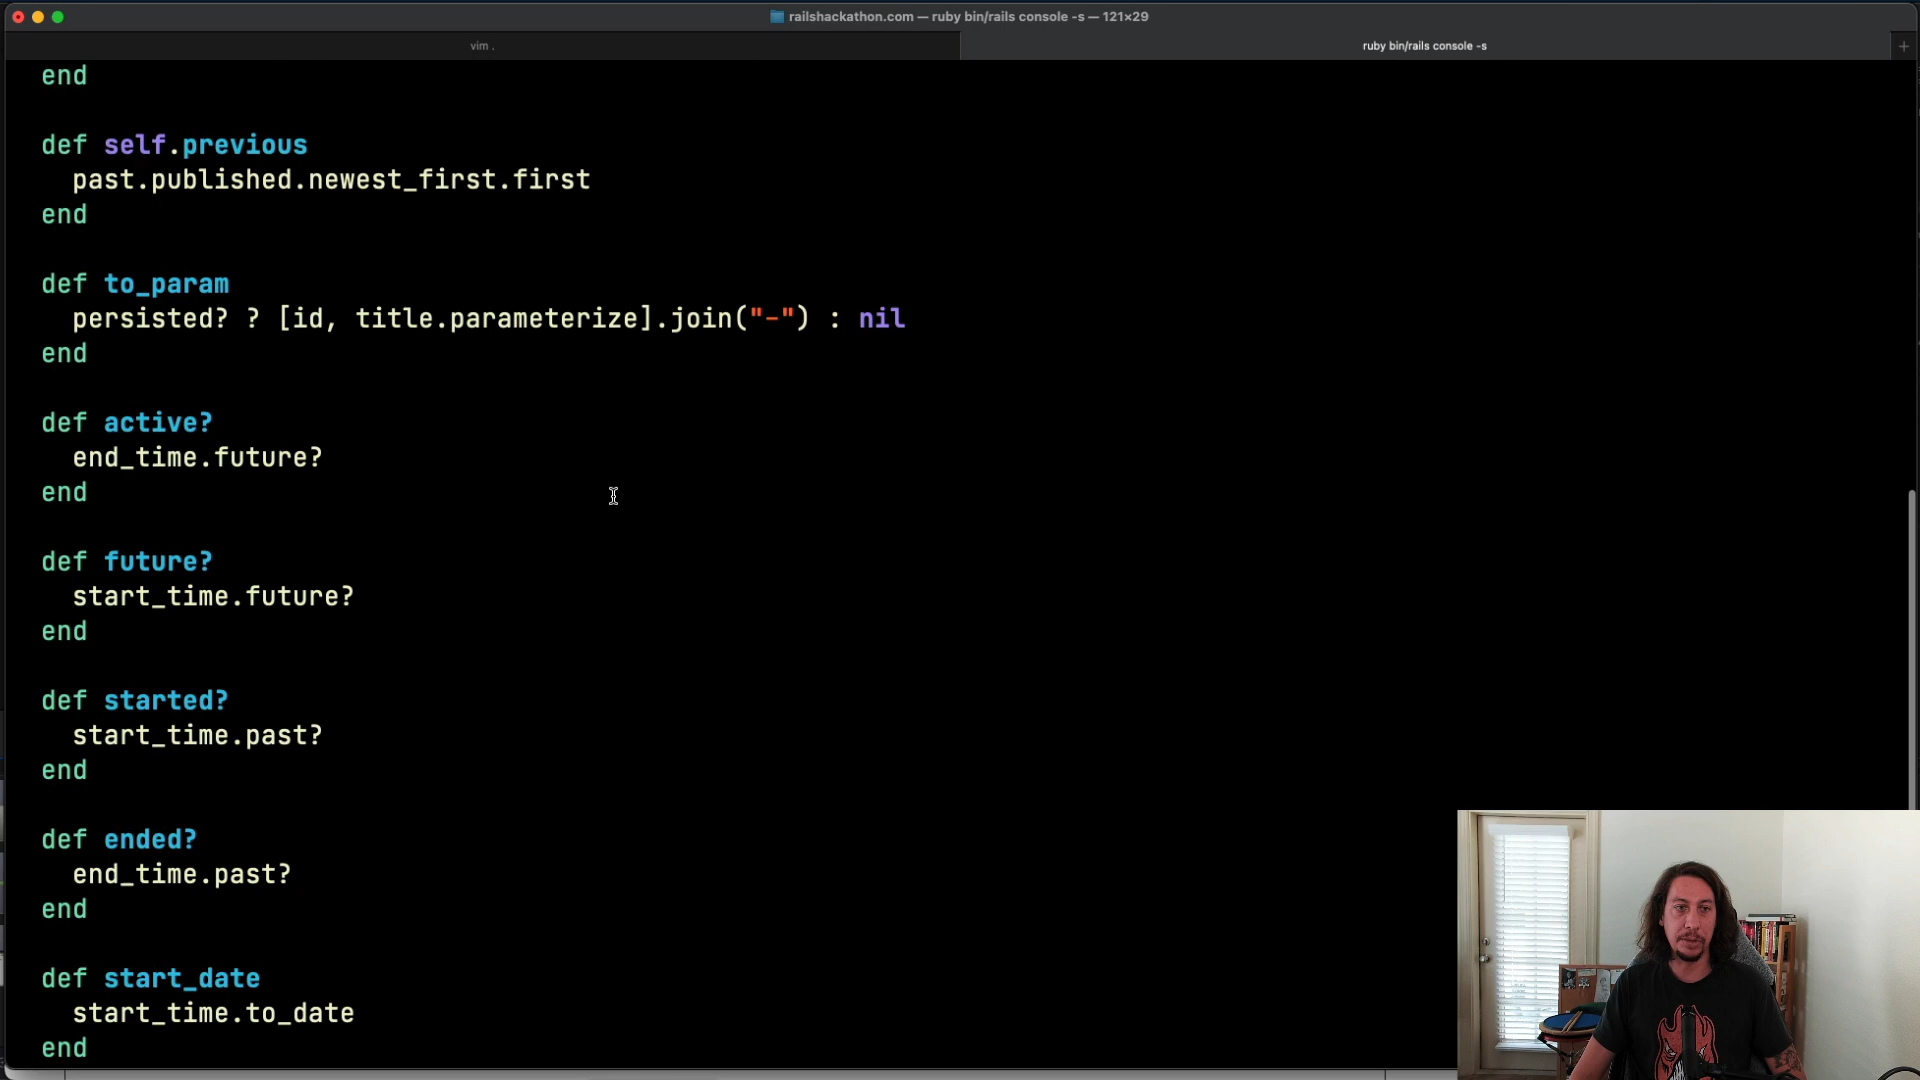 railshackathon.com — ruby bin/rails console -s — 121×29
vim .
ruby bin/rails console -s
+
end
def self.previous
past.published.newest_first.first
end
def to_param
persisted? ? [id, title.parameterize].join("-") : nil
end
def active?
end_time.future?
end
def future?
start_time.future?
end
def started?
start_time.past?
end
def ended?
end_time.past?
end
def start_date
start_time.to_date
end